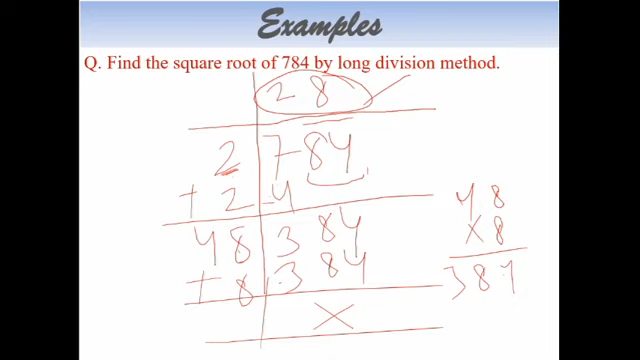 Examples
Q. Find the square root of 784 by long division method.
2 8
2 7 84
+ 2 -4
48 3 84
+ 8 -3 84
×
48
× 8
384